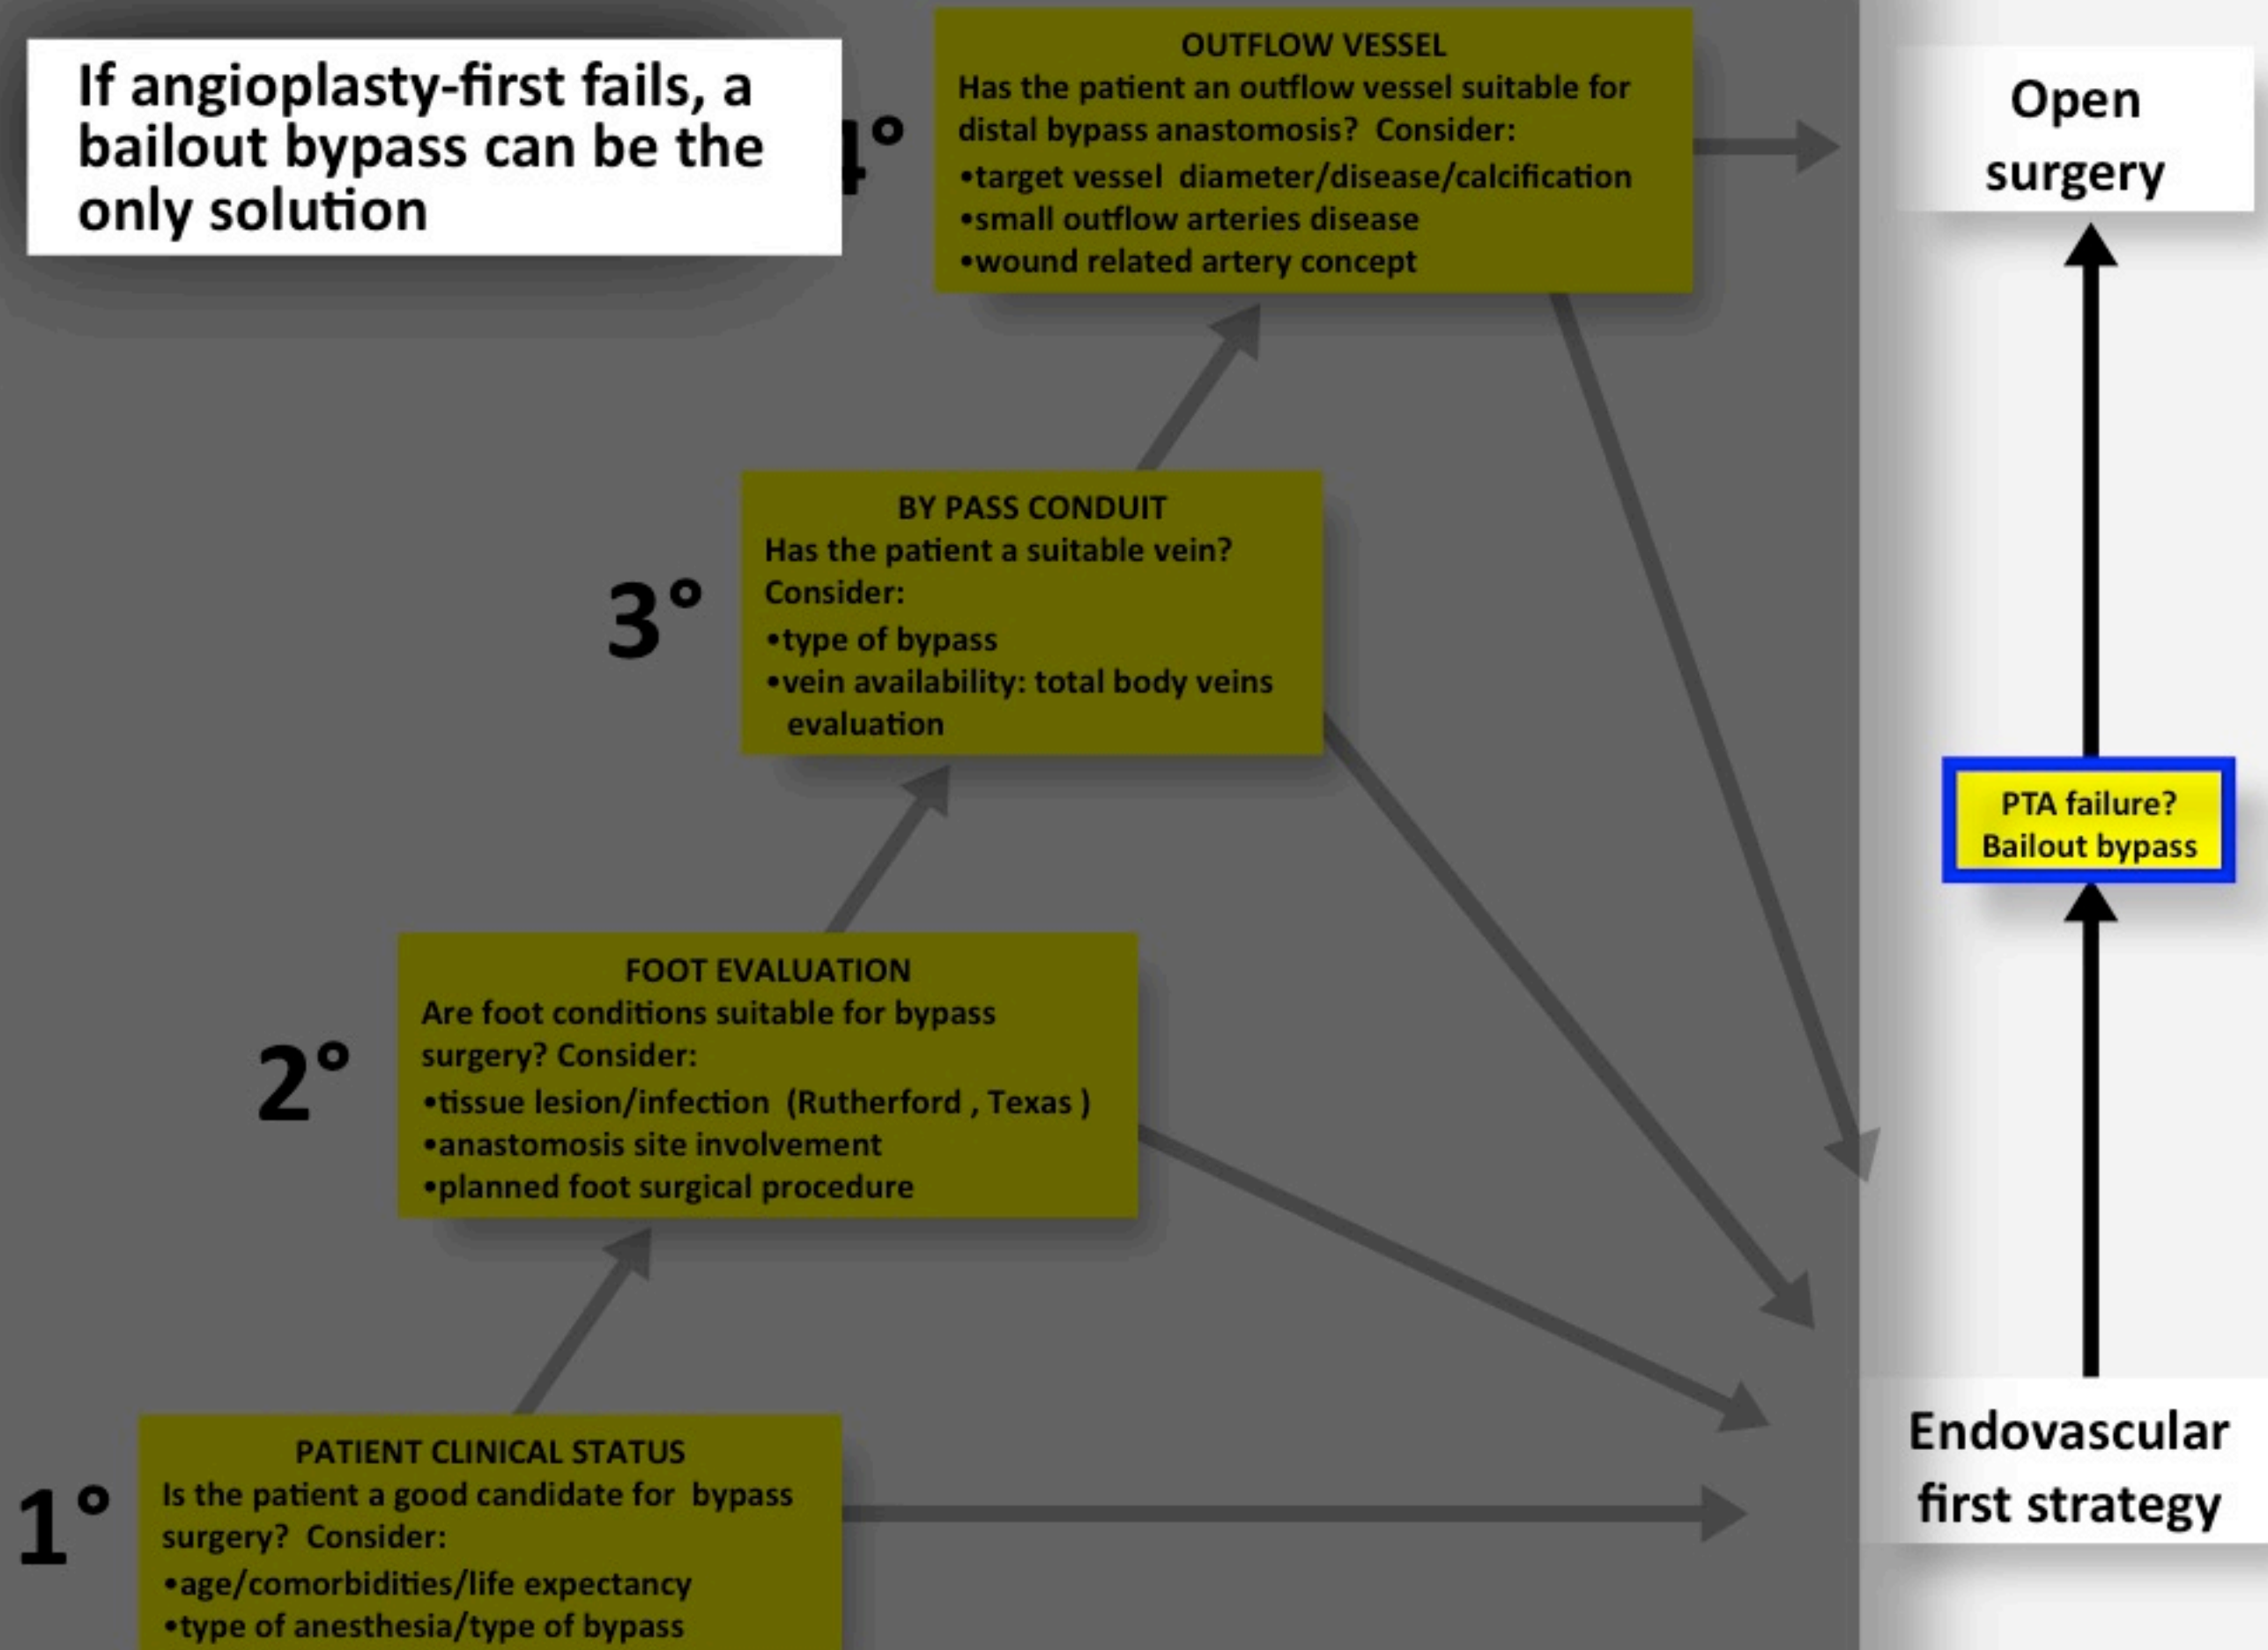 If angioplasty-first fails, a
bailout bypass can be the
only solution
4°
OUTFLOW VESSEL
Has the patient an outflow vessel suitable for
distal bypass anastomosis? Consider:
•target vessel diameter/disease/calcification
•small outflow arteries disease
•wound related artery concept
Open
surgery
3°
BY PASS CONDUIT
Has the patient a suitable vein?
Consider:
•type of bypass
•vein availability: total body veins
evaluation
PTA failure?
Bailout bypass
2°
FOOT EVALUATION
Are foot conditions suitable for bypass
surgery? Consider:
•tissue lesion/infection (Rutherford , Texas )
•anastomosis site involvement
•planned foot surgical procedure
Endovascular
first strategy
1°
PATIENT CLINICAL STATUS
Is the patient a good candidate for bypass
surgery? Consider:
•age/comorbidities/life expectancy
•type of anesthesia/type of bypass